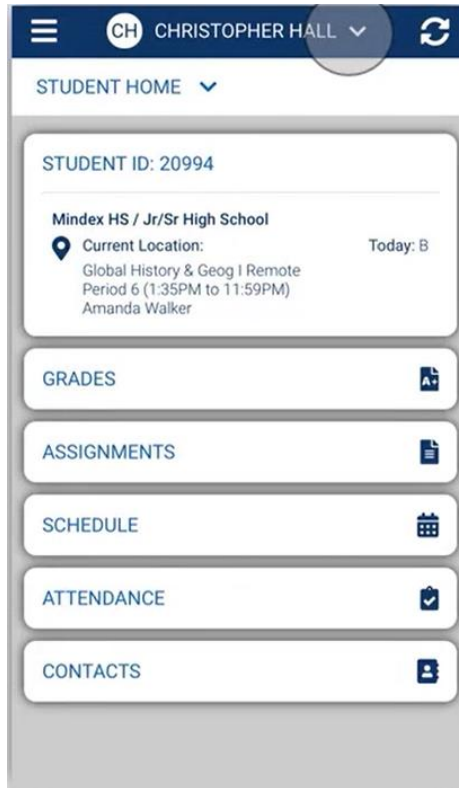 CH CHRISTOPHER HALL
STUDENT HOME
STUDENT ID: 20994
Mindex HS / Jr/Sr High School
Current Location: Today: B
Global History & Geog I Remote
Period 6 (1:35PM to 11:59PM)
Amanda Walker
GRADES A+
ASSIGNMENTS
SCHEDULE
ATTENDANCE
CONTACTS